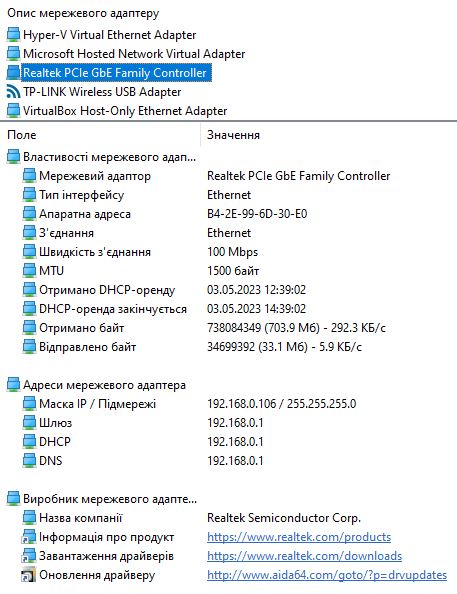 Опис мережевого адаптеру
Hyper-V Virtual Ethernet Adapter
Microsoft Hosted Network Virtual Adapter
Realtek PCIe GbE Family Controller
TP-LINK Wireless USB Adapter
VirtualBox Host-Only Ethernet Adapter
Поле Значення
Властивості мережевого адап...
Мережевий адаптор Realtek PCIe GbE Family Controller
Тип інтерфейсу Ethernet
Апаратна адреса B4-2E-99-6D-30-E0
З'єднання Ethernet
Швидкість з'єднання 100 Mbps
MTU 1500 байт
Отримано DHCP-оренду 03.05.2023 12:39:02
DHCP-оренда закінчується 03.05.2023 14:39:02
Отримано байт 738084349 (703.9 Мб) - 292.3 КБ/с
Відправлено байт 34699392 (33.1 Мб) - 5.9 КБ/с
Адреси мережевого адаптера
Маска IP / Підмережі 192.168.0.106 / 255.255.255.0
Шлюз 192.168.0.1
DHCP 192.168.0.1
DNS 192.168.0.1
Виробник мережевого адапте...
Назва компанії Realtek Semiconductor Corp.
Інформація про продукт https://www.realtek.com/products
Завантаження драйверів https://www.realtek.com/downloads
Оновлення драйверу http://www.aida64.com/goto/?p=drvupdates